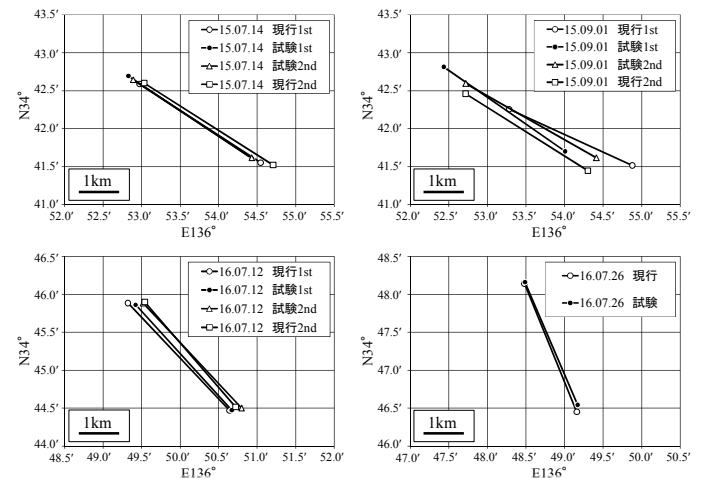 43.5′
43.0′
42.5′
42.0′
41.5′
41.0′
N34°
15.07.14 現行1st
15.07.14 試験1st
15.07.14 試験2nd
15.07.14 現行2nd
1km
52.0′ 52.5′ 53.0′ 53.5′ 54.0′ 54.5′ 55.0′ 55.5′
E136°
43.5′
43.0′
42.5′
42.0′
41.5′
41.0′
N34°
15.09.01 現行1st
15.09.01 試験1st
15.09.01 試験2nd
15.09.01 現行2nd
1km
52.0′ 52.5′ 53.0′ 53.5′ 54.0′ 54.5′ 55.0′ 55.5′
E136°
46.5′
46.0′
45.5′
45.0′
44.5′
44.0′
N34°
16.07.12 現行1st
16.07.12 試験1st
16.07.12 試験2nd
16.07.12 現行2nd
1km
48.5′ 49.0′ 49.5′ 50.0′ 50.5′ 51.0′ 51.5′ 52.0′
E136°
48.5′
48.0′
47.5′
47.0′
46.5′
46.0′
N34°
16.07.26 現行
16.07.26 試験
1km
47.0′ 47.5′ 48.0′ 48.5′ 49.0′ 49.5′ 50.0′ 50.5′
E136°